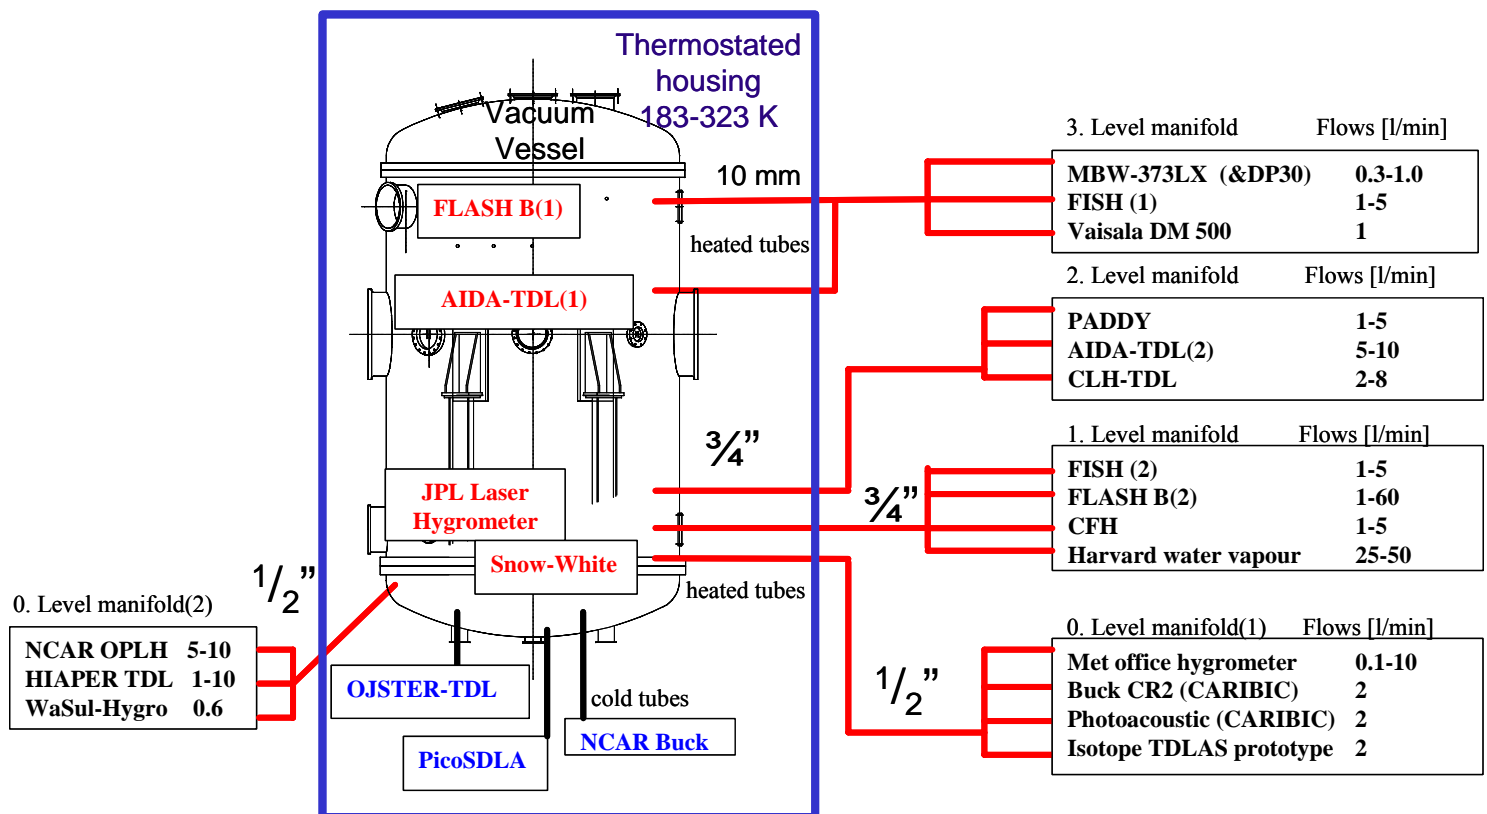 Thermostated
housing
183-323 K
Vacuum
Vessel
10 mm
FLASH B(1)
heated tubes
AIDA-TDL(1)
¾”
JPL Laser
Hygrometer
¾”
Snow-White
heated tubes
1/2”
OJSTER-TDL
cold tubes
NCAR Buck
PicoSDLA
1/2”
0. Level manifold(2)
NCAR OPLH 5-10
HIAPER TDL 1-10
WaSul-Hygro 0.6
3. Level manifold Flows [l/min]
MBW-373LX (&DP30) 0.3-1.0
FISH (1) 1-5
Vaisala DM 500 1
2. Level manifold Flows [l/min]
PADDY 1-5
AIDA-TDL(2) 5-10
CLH-TDL 2-8
1. Level manifold Flows [l/min]
FISH (2) 1-5
FLASH B(2) 1-60
CFH 1-5
Harvard water vapour 25-50
0. Level manifold(1) Flows [l/min]
Met office hygrometer 0.1-10
Buck CR2 (CARIBIC) 2
Photoacoustic (CARIBIC) 2
Isotope TDLAS prototype 2